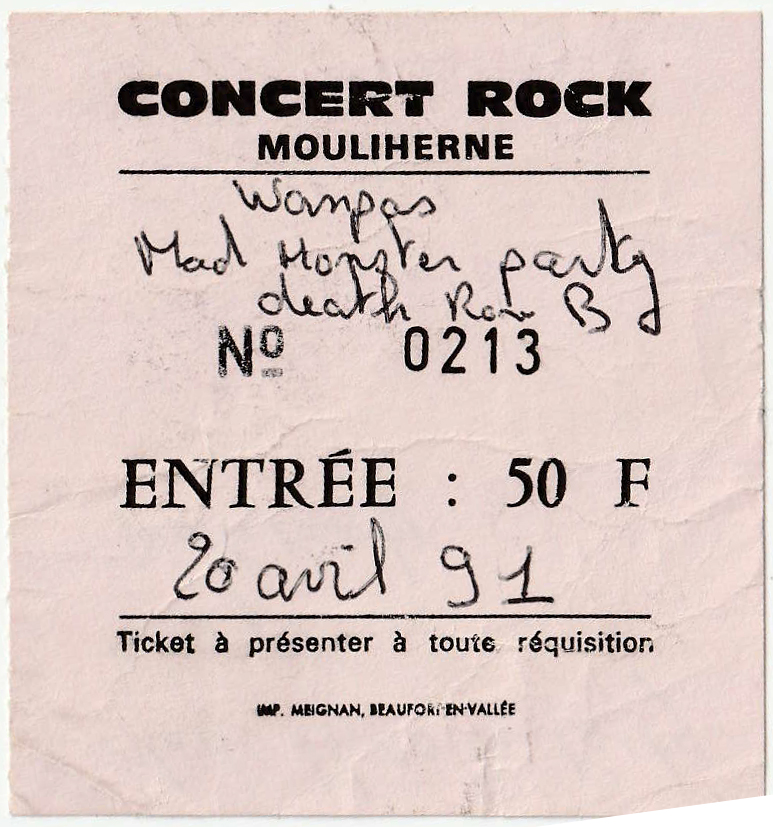 CONCERT ROCK
MOULIHERNE
Wampas
Mad Monster party
death Row B
Nº 0213
ENTRÉE : 50 F
20 avril 91
Ticket à présenter à toute réquisition
IMP. MEIGNAN, BEAUFORT-EN-VALLÉE